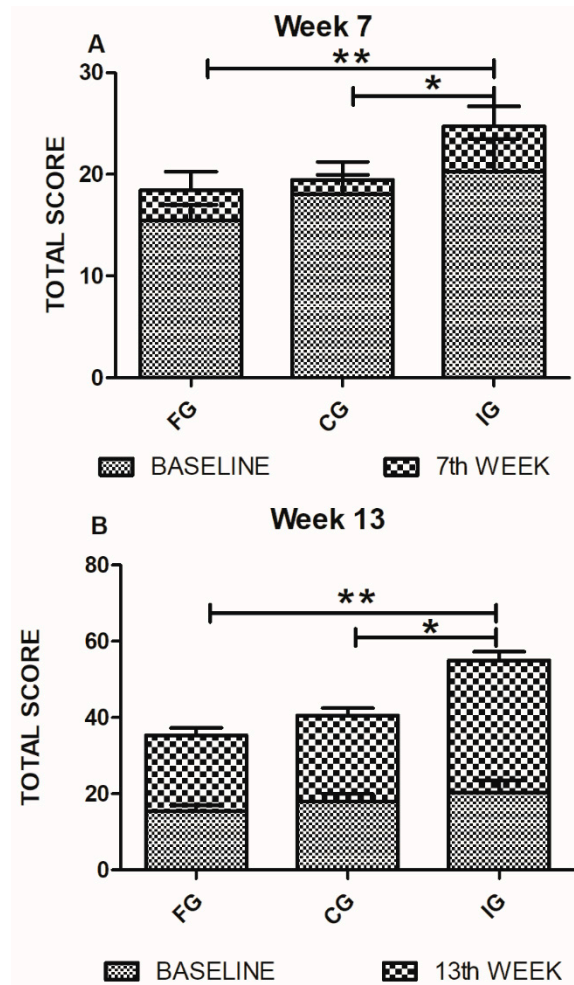 A
Week 7
**
*
30
20
10
0
TOTAL SCORE
FG
CG
IG
BASELINE
7th WEEK
B
Week 13
**
*
80
60
40
20
0
TOTAL SCORE
FG
CG
IG
BASELINE
13th WEEK